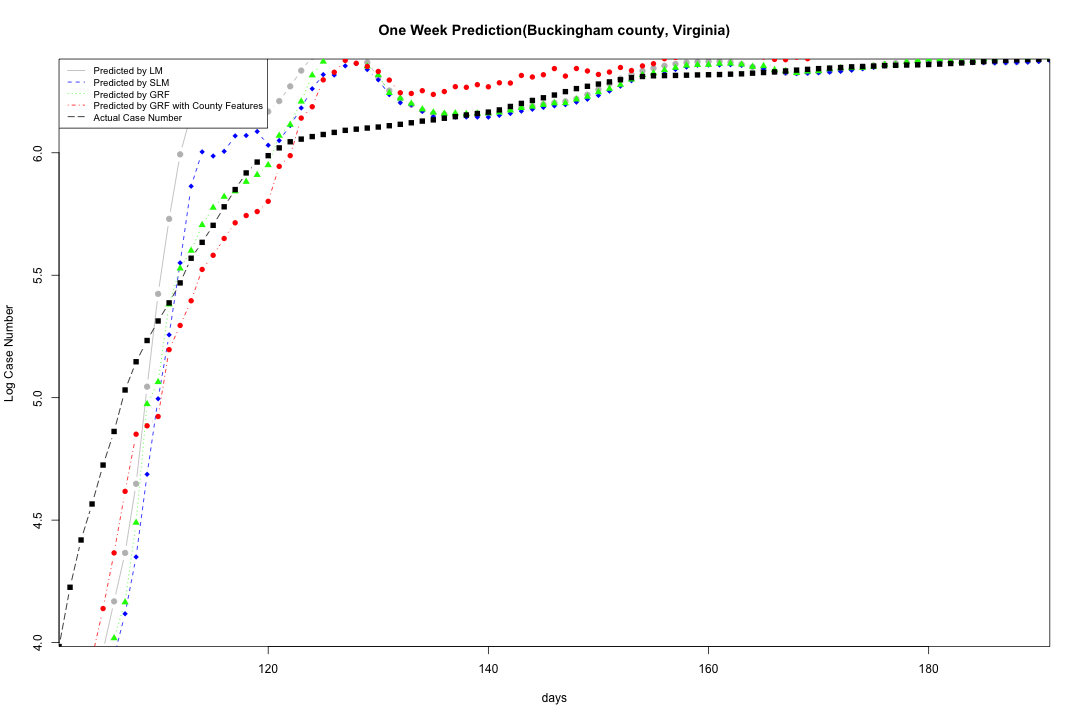 One Week Prediction(Buckingham county, Virginia)
Predicted by LM
Predicted by SLM
Predicted by GRF
Predicted by GRF with County Features
Actual Case Number
Log Case Number
6.0
5.5
5.0
4.5
4.0
120 140 160 180
days